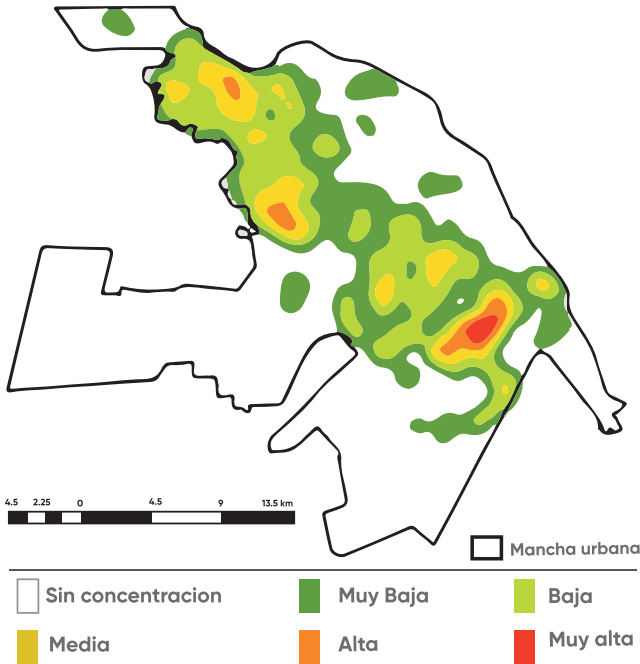 4.5 2.25 0 4.5 9 13.5 km
Mancha urbana
Sin concentracion Muy Baja Baja
Media Alta Muy alta